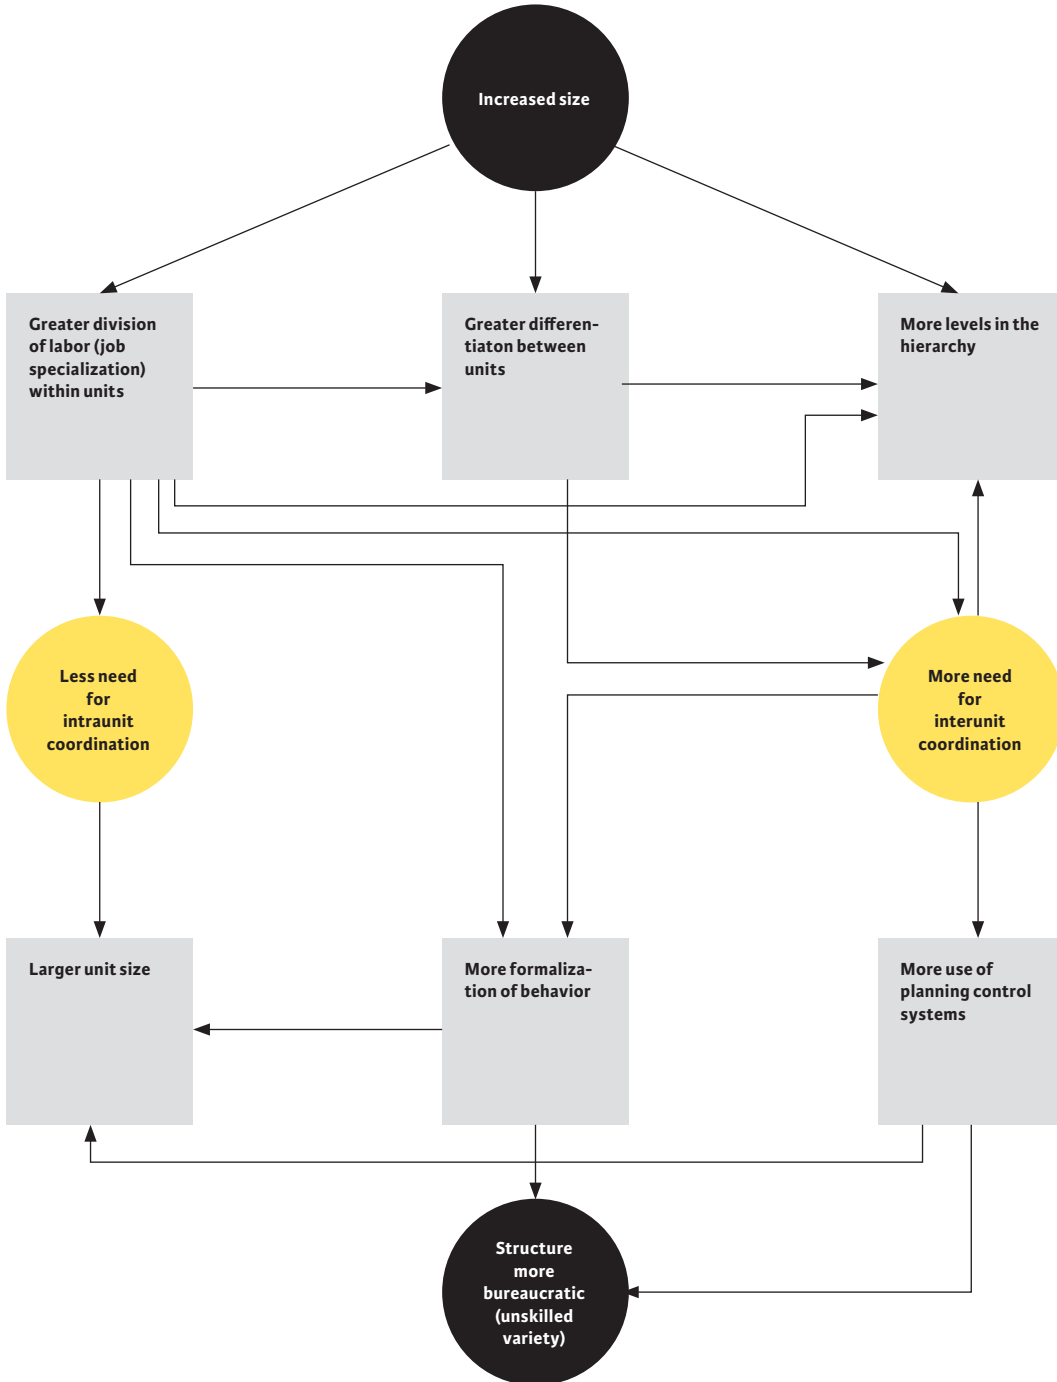 Increased size
Greater division
of labor (job
specialization)
within units
Greater differen-
tiaton between
units
More levels in the
hierarchy
Less need
for
intraunit
coordination
More need
for
interunit
coordination
Larger unit size
More formaliza-
tion of behavior
More use of
planning control
systems
Structure
more
bureaucratic
(unskilled
variety)